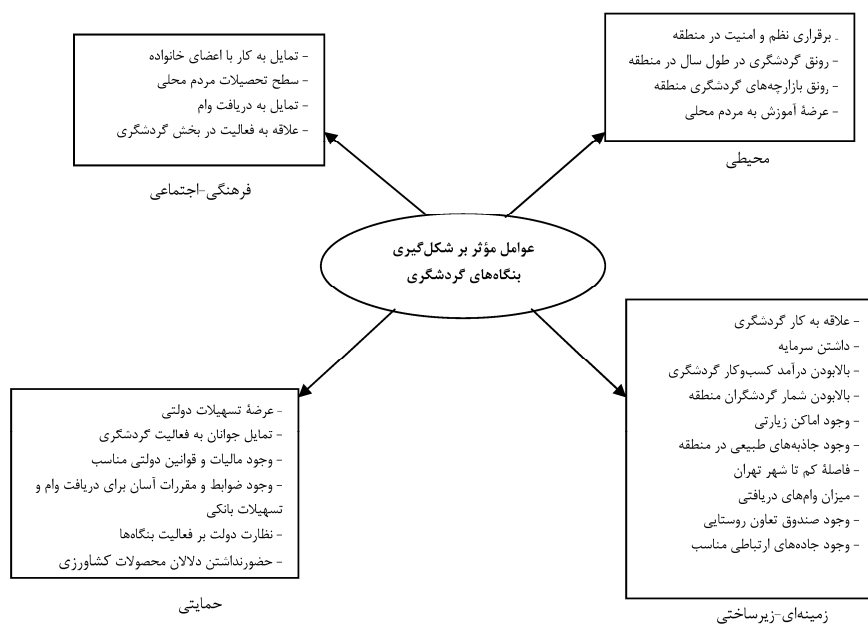 - برقراری نظم و امنیت در منطقه
- رونق گردشگری در طول سال در منطقه
- رونق بازارچه‌های گردشگری منطقه
- عرضهٔ آموزش به مردم محلی
محیطی
- تمایل به کار با اعضای خانواده
- سطح تحصیلات مردم محلی
- تمایل به دریافت وام
- علاقه به فعالیت در بخش گردشگری
فرهنگی-اجتماعی
عوامل مؤثر بر شکل‌گیری
بنگاه‌های گردشگری
- علاقه به کار گردشگری
- داشتن سرمایه
- بالابودن درآمد کسب‌وکار گردشگری
- بالابودن شمار گردشگران منطقه
- وجود اماکن زیارتی
- وجود جاذبه‌های طبیعی در منطقه
- فاصلهٔ کم تا شهر تهران
- میزان وام‌های دریافتی
- وجود صندوق تعاون روستایی
- وجود جاده‌های ارتباطی مناسب
زمینه‌ای-زیرساختی
- عرضهٔ تسهیلات دولتی
- تمایل جوانان به فعالیت گردشگری
- وجود مالیات و قوانین دولتی مناسب
- وجود ضوابط و مقررات آسان برای دریافت وام و
تسهیلات بانکی
- نظارت دولت بر فعالیت بنگاه‌ها
- حضورنداشتن دلالان محصولات کشاورزی
حمایتی